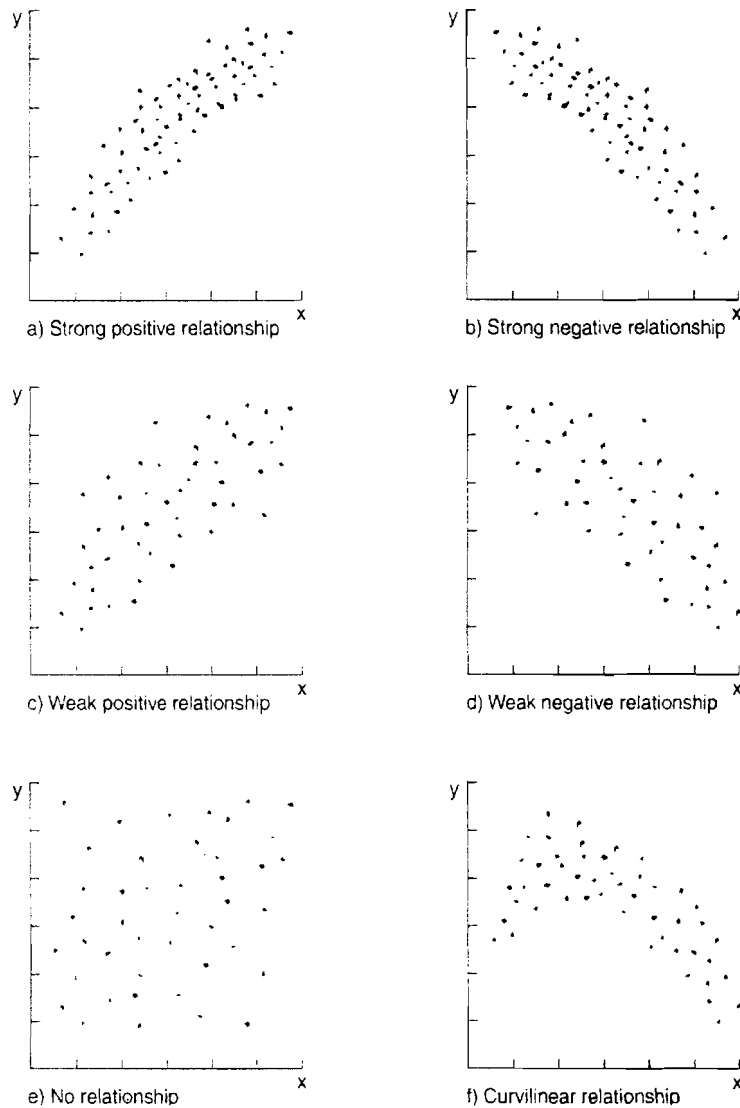 y
y
x
x
a) Strong positive relationship
b) Strong negative relationship
y
y
x
x
c) Weak positive relationship
d) Weak negative relationship
y
y
x
x
e) No relationship
f) Curvilinear relationship